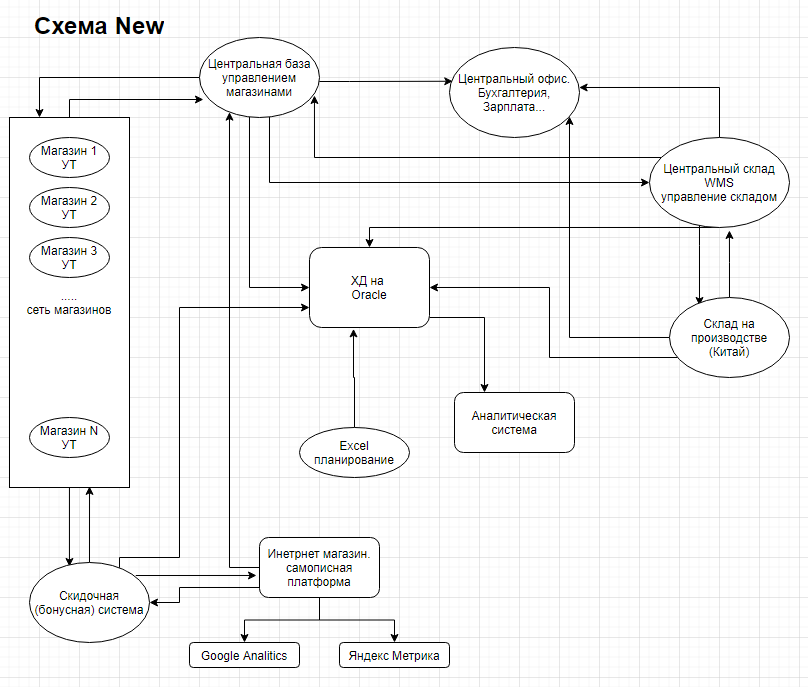 Схема New
Центральная база
управлением
магазинами
Центральный офис.
Бухгалтерия,
Зарплата...
Магазин 1
УТ
Магазин 2
УТ
Магазин 3
УТ
.....
сеть магазинов
Магазин N
УТ
Центральный склад
WMS
управление складом
ХД на
Oracle
Склад на
производстве
(Китай)
Аналитическая
система
Excel
планирование
Инетрнет магазин.
самописная
платформа
Скидочная
(бонусная) система
Google Analitics
Яндекс Метрика